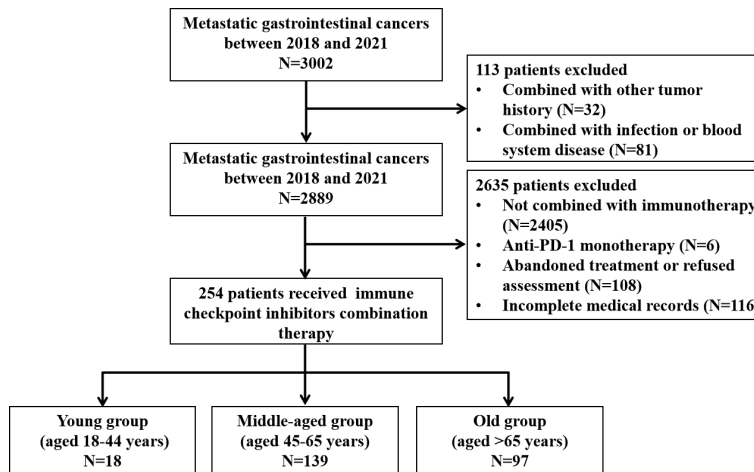 Metastatic gastrointestinal cancers
between 2018 and 2021
N=3002
113 patients excluded
• Combined with other tumor
history (N=32)
• Combined with infection or blood
system disease (N=81)
Metastatic gastrointestinal cancers
between 2018 and 2021
N=2889
2635 patients excluded
• Not combined with immunotherapy
(N=2405)
• Anti-PD-1 monotherapy (N=6)
• Abandoned treatment or refused
assessment (N=108)
• Incomplete medical records (N=116
254 patients received immune
checkpoint inhibitors combination
therapy
Young group
(aged 18-44 years)
N=18
Middle-aged group
(aged 45-65 years)
N=139
Old group
(aged >65 years)
N=97